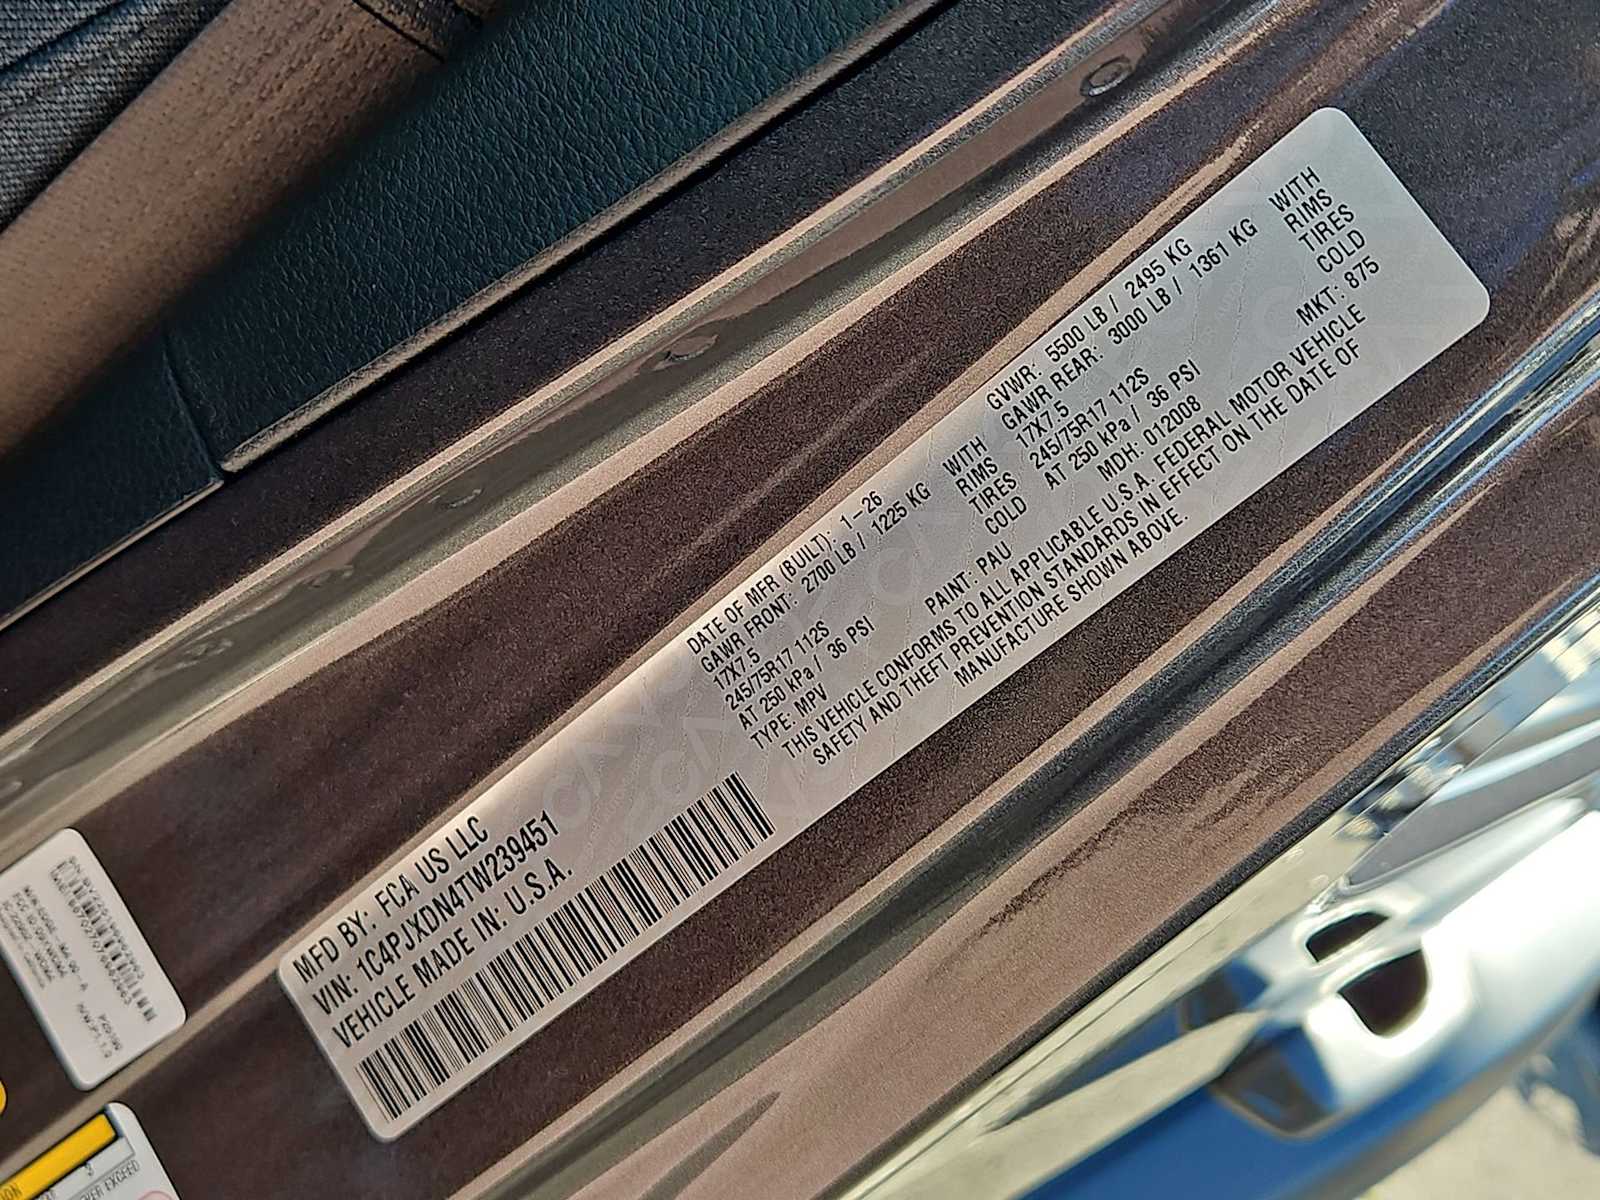 MFD BY: FCA US LLC
VIN: 1C4PJXDN4TW239451
VEHICLE MADE IN: U.S.A.
DATE OF MFR (BUILT): 1-26 GVWR: 5500 LB / 2495 KG
GAWR FRONT: 2700 LB / 1225 KG WITH GAWR REAR: 3000 LB / 1361 KG WITH
17X7.5 RIMS 17X7.5 RIMS
245/75R17 112S TIRES 245/75R17 112S TIRES
AT 250 kPa / 36 PSI COLD AT 250 kPa / 36 PSI COLD
TYPE: MPV PAINT: PAU MDH: 012008 MKT: 875
THIS VEHICLE CONFORMS TO ALL APPLICABLE U.S.A. FEDERAL MOTOR VEHICLE
SAFETY AND THEFT PREVENTION STANDARDS IN EFFECT ON THE DATE OF
MANUFACTURE SHOWN ABOVE.
EXCEED